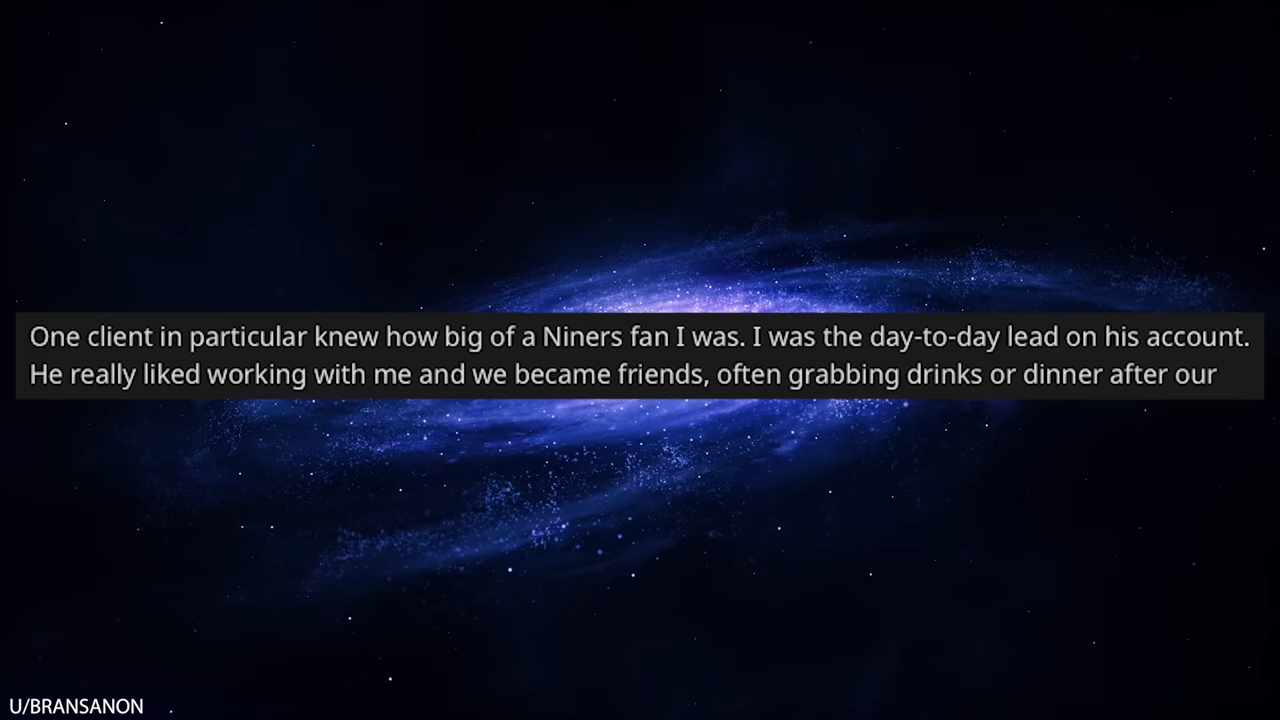 One client in particular knew how big of a Niners fan I was. I was the day-to-day lead on his account.
He really liked working with me and we became friends, often grabbing drinks or dinner after our
U/BRANSANON